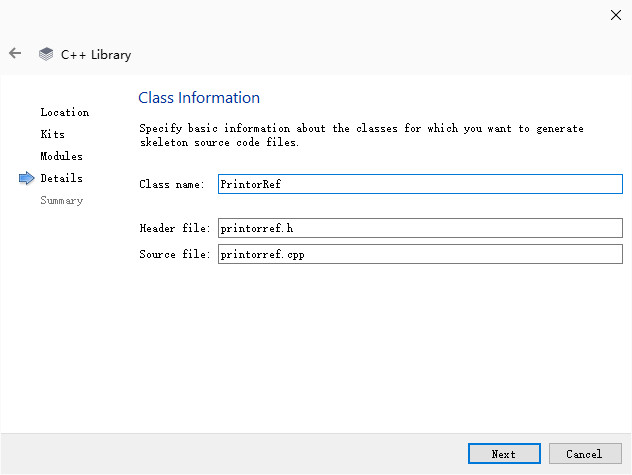 C++ Library
Location
Kits
Modules
Details
Summary
Class Information
Specify basic information about the classes for which you want to generate
skeleton source code files.
Class name: PrintorRef
Header file: printorref.h
Source file: printorref.cpp
Next Cancel